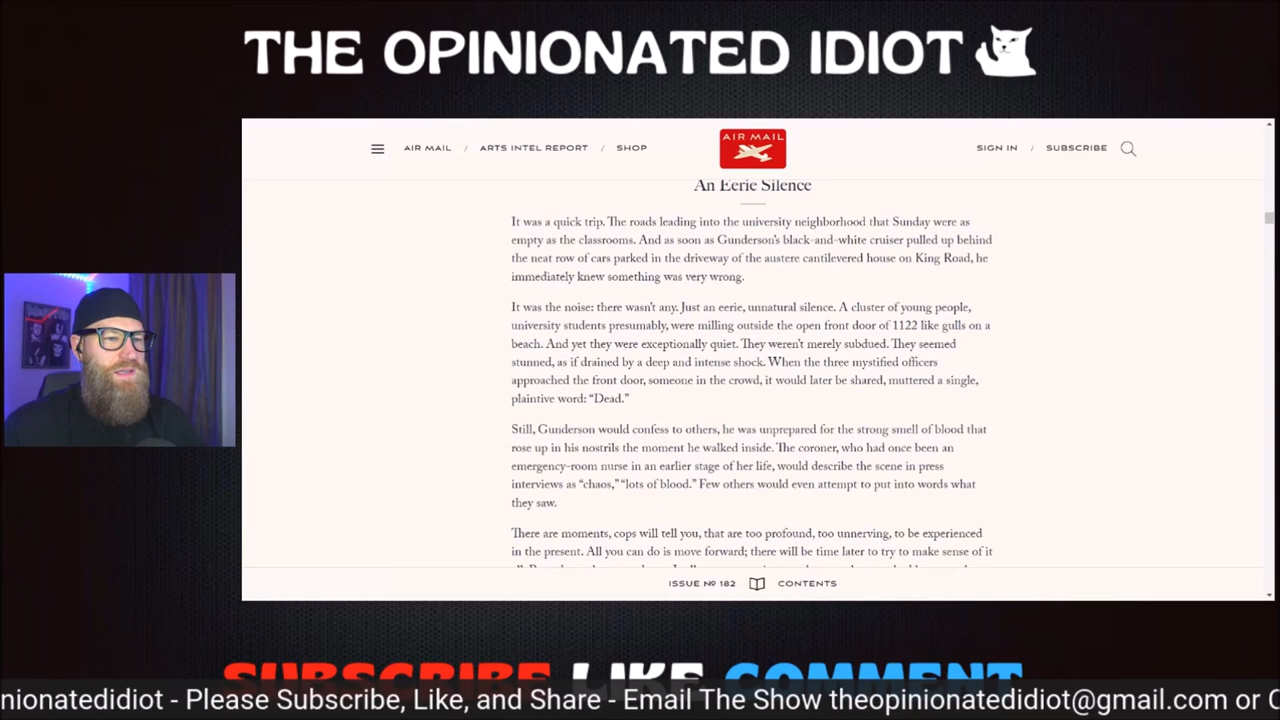 THE OPINIONATED IDIOT
AIR MAIL / ARTS INTEL REPORT / SHOP
AIR MAIL
SIGN IN / SUBSCRIBE
An Eerie Silence
It was a quick trip. The roads leading into the university neighborhood that Sunday were as
empty as the classrooms. And as soon as Gunderson’s black-and-white cruiser pulled up behind
the neat row of cars parked in the driveway of the austere cantilevered house on King Road, he
immediately knew something was very wrong.
It was the noise: there wasn’t any. Just an eerie, unnatural silence. A cluster of young people,
university students presumably, were milling outside the open front door of 1122 like gulls on a
beach. And yet they were exceptionally quiet. They weren’t merely subdued. They seemed
stunned, as if drained by a deep and intense shock. When the three mystified officers
approached the front door, someone in the crowd, it would later be shared, muttered a single,
plaintive word: “Dead.”
Still, Gunderson would confess to others, he was unprepared for the strong smell of blood that
rose up in his nostrils the moment he walked inside. The coroner, who had once been an
emergency-room nurse in an earlier stage of her life, would describe the scene in press
interviews as “chaos,” “lots of blood.” Few others would even attempt to put into words what
they saw.
There are moments, cops will tell you, that are too profound, too unnerving, to be experienced
in the present. All you can do is move forward; there will be time later to try to make sense of it
ISSUE Nº 182 CONTENTS
SUBSCRIBE LIKE COMMENT
nionatedidiot - Please Subscribe, Like, and Share - Email The Show theopinionatedidiot@gmail.com or